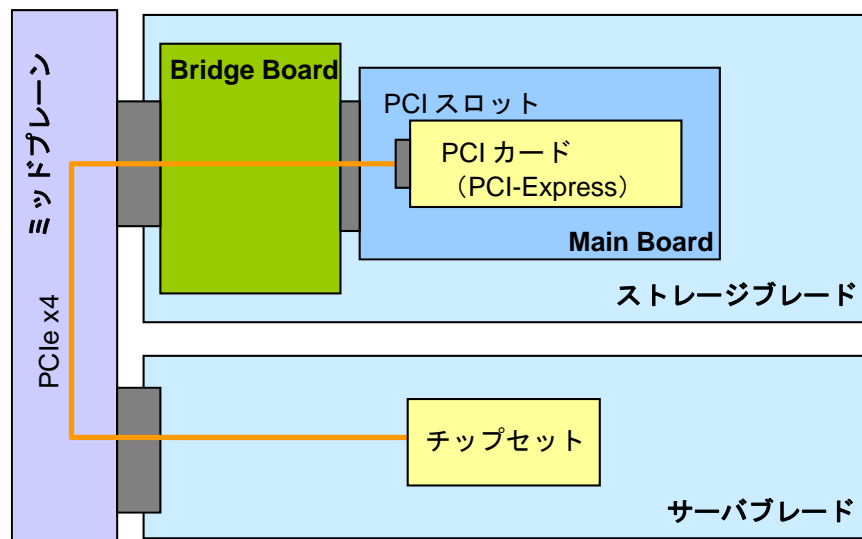 ミッドプレーン
PCIe x4
Bridge Board
PCI スロット
PCI カード
（PCI-Express）
Main Board
ストレージブレード
チップセット
サーバブレード